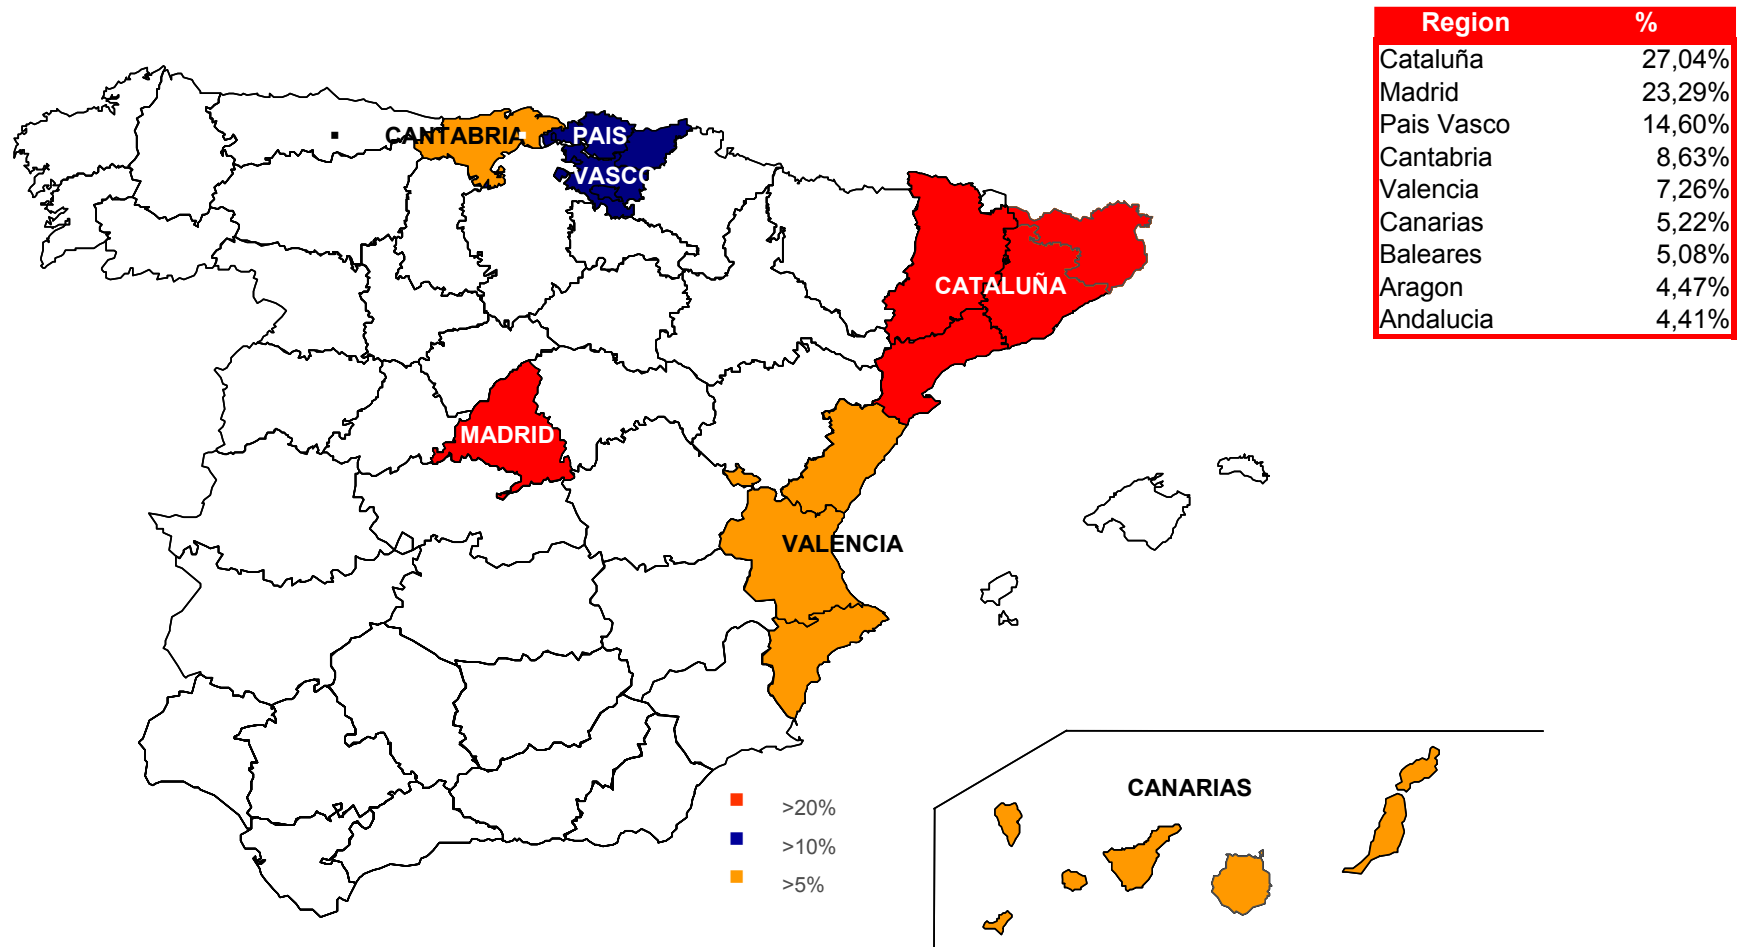 Region %
Cataluña 27,04%
Madrid 23,29%
Pais Vasco 14,60%
Cantabria 8,63%
Valencia 7,26%
Canarias 5,22%
Baleares 5,08%
Aragon 4,47%
Andalucia 4,41%
CANTABRIA
PAIS
VASCO
CATALUÑA
MADRID
VALENCIA
CANARIAS
>20%
>10%
>5%